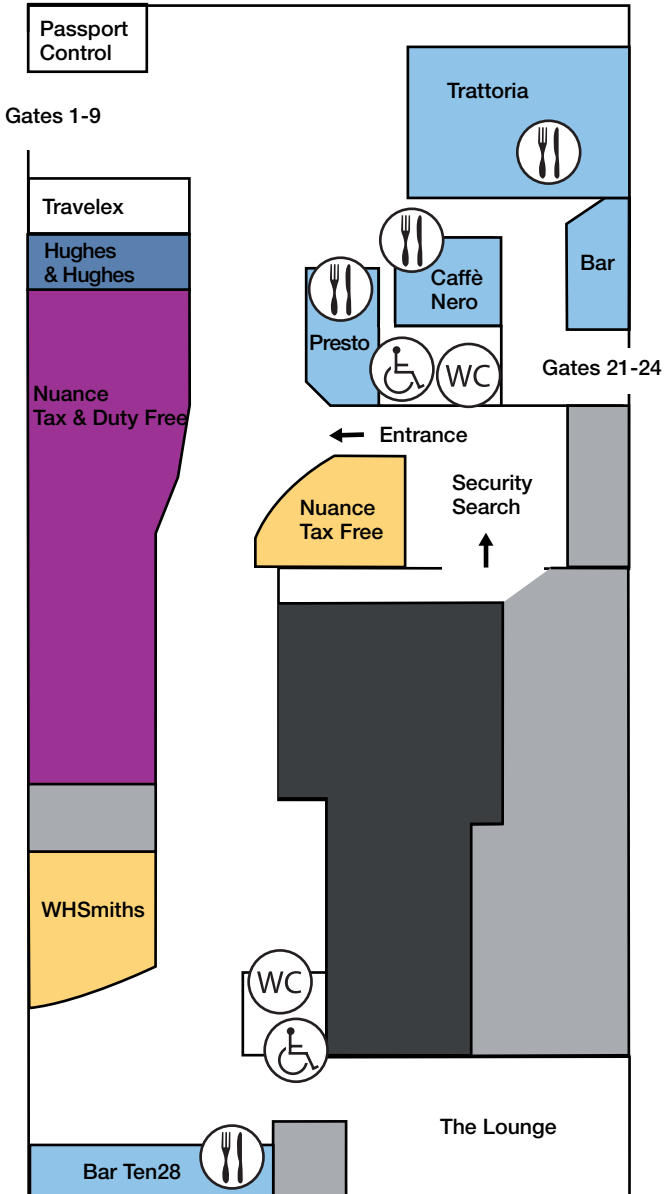 Passport
Control
Trattoria
Gates 1-9
Travelex
Hughes
& Hughes
Caffè
Nero
Bar
Presto
WC
Gates 21-24
Nuance
Tax & Duty Free
Entrance
Security
Search
Nuance
Tax Free
WHSmiths
WC
The Lounge
Bar Ten28